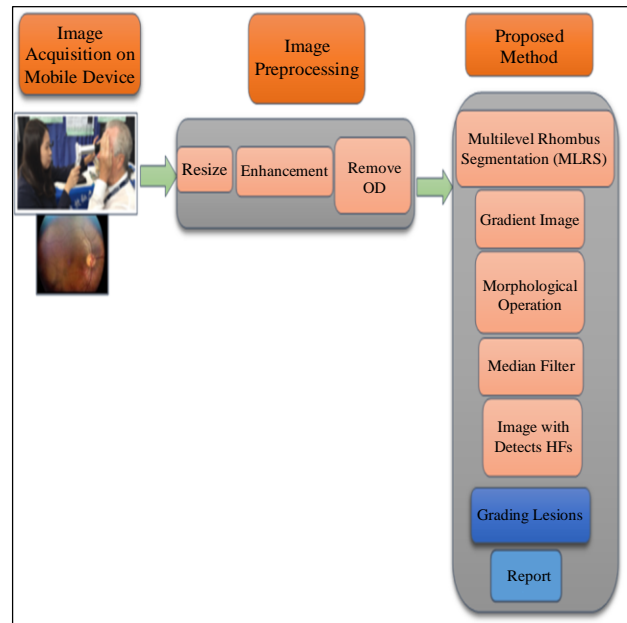 Image
Acquisition on
Mobile Device
Image
Preprocessing
Proposed
Method
Resize
Enhancement
Remove
OD
Multilevel Rhombus
Segmentation (MLRS)
Gradient Image
Morphological
Operation
Median Filter
Image with
Detects HFs
Grading Lesions
Report